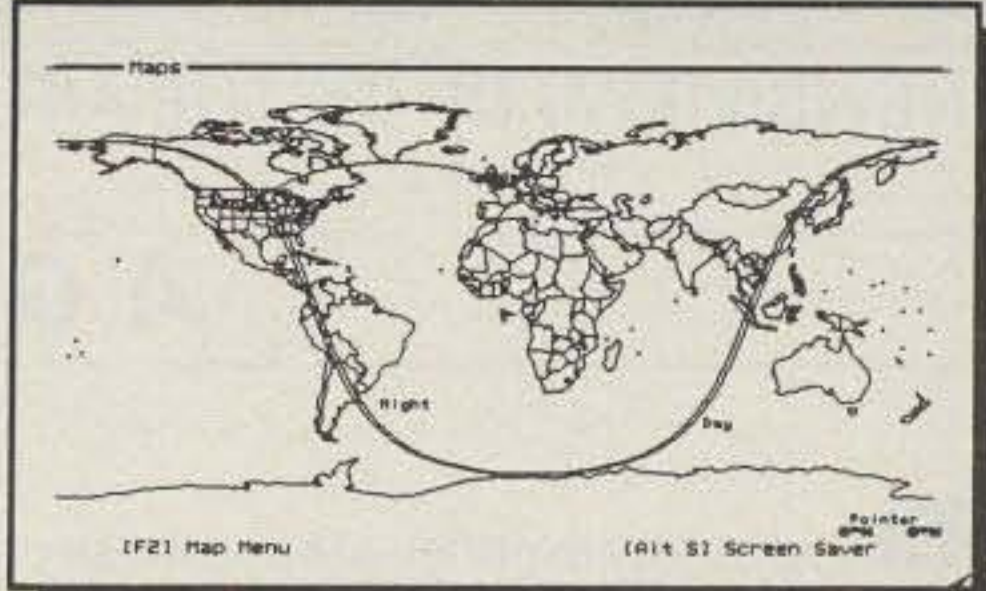 Maps
Night
Day
Pointer
[F2] Map Menu
[Alt S] Screen Saver